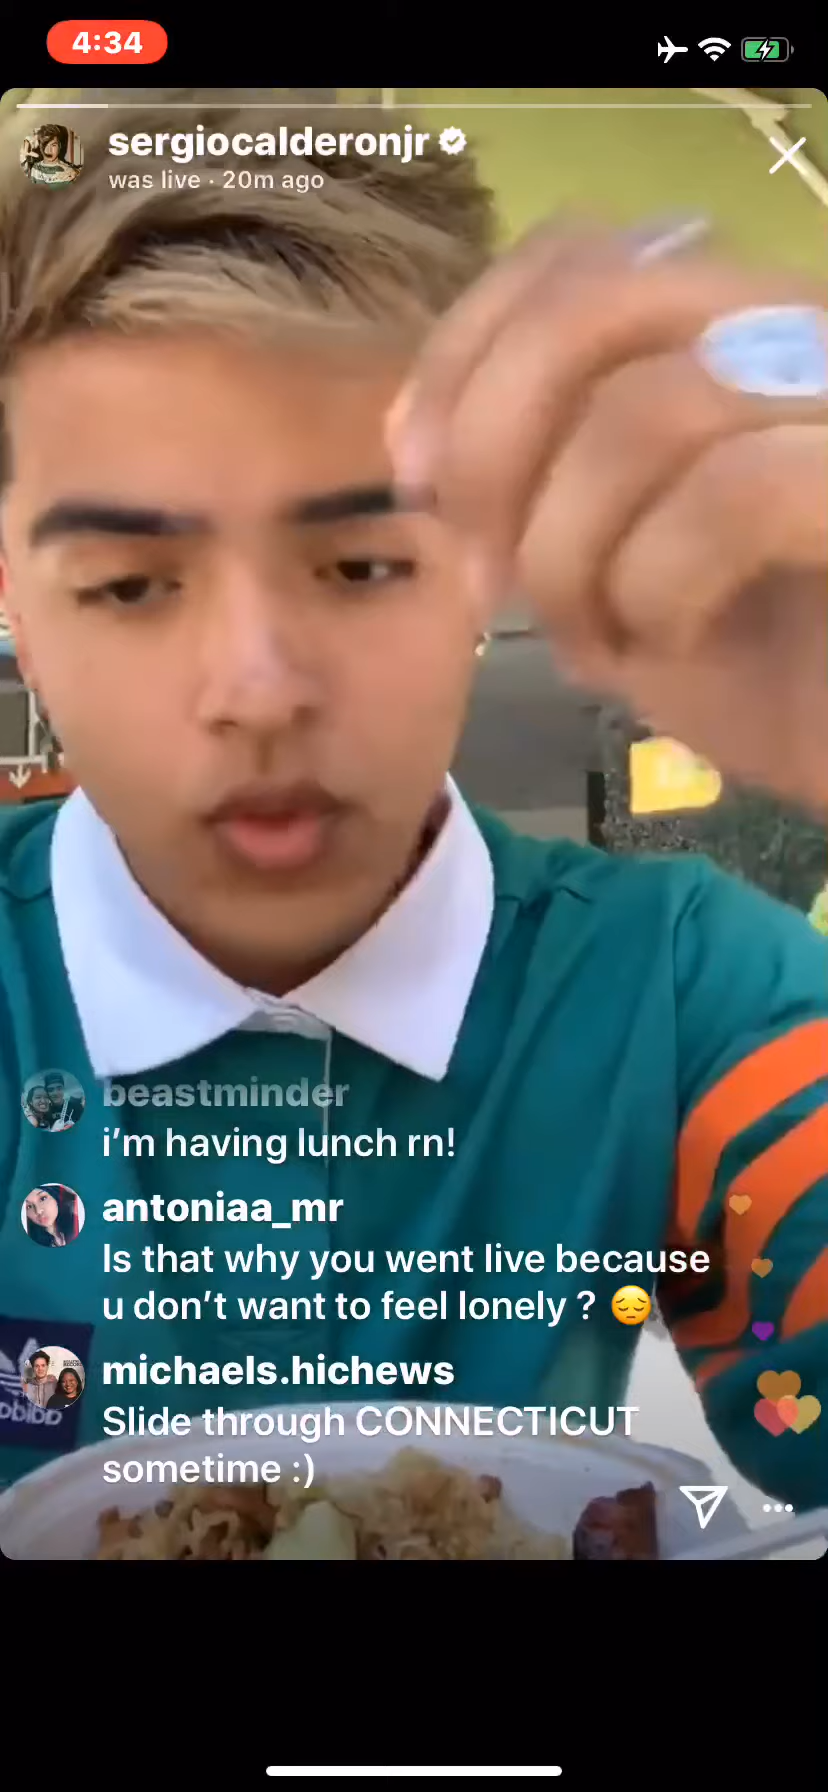 4:34
sergiocalderonjr
was live · 20m ago
beastminder
i’m having lunch rn!
antoniaa_mr
Is that why you went live because
u don’t want to feel lonely ? 😔
michaels.hichews
Slide through CONNECTICUT
sometime :)